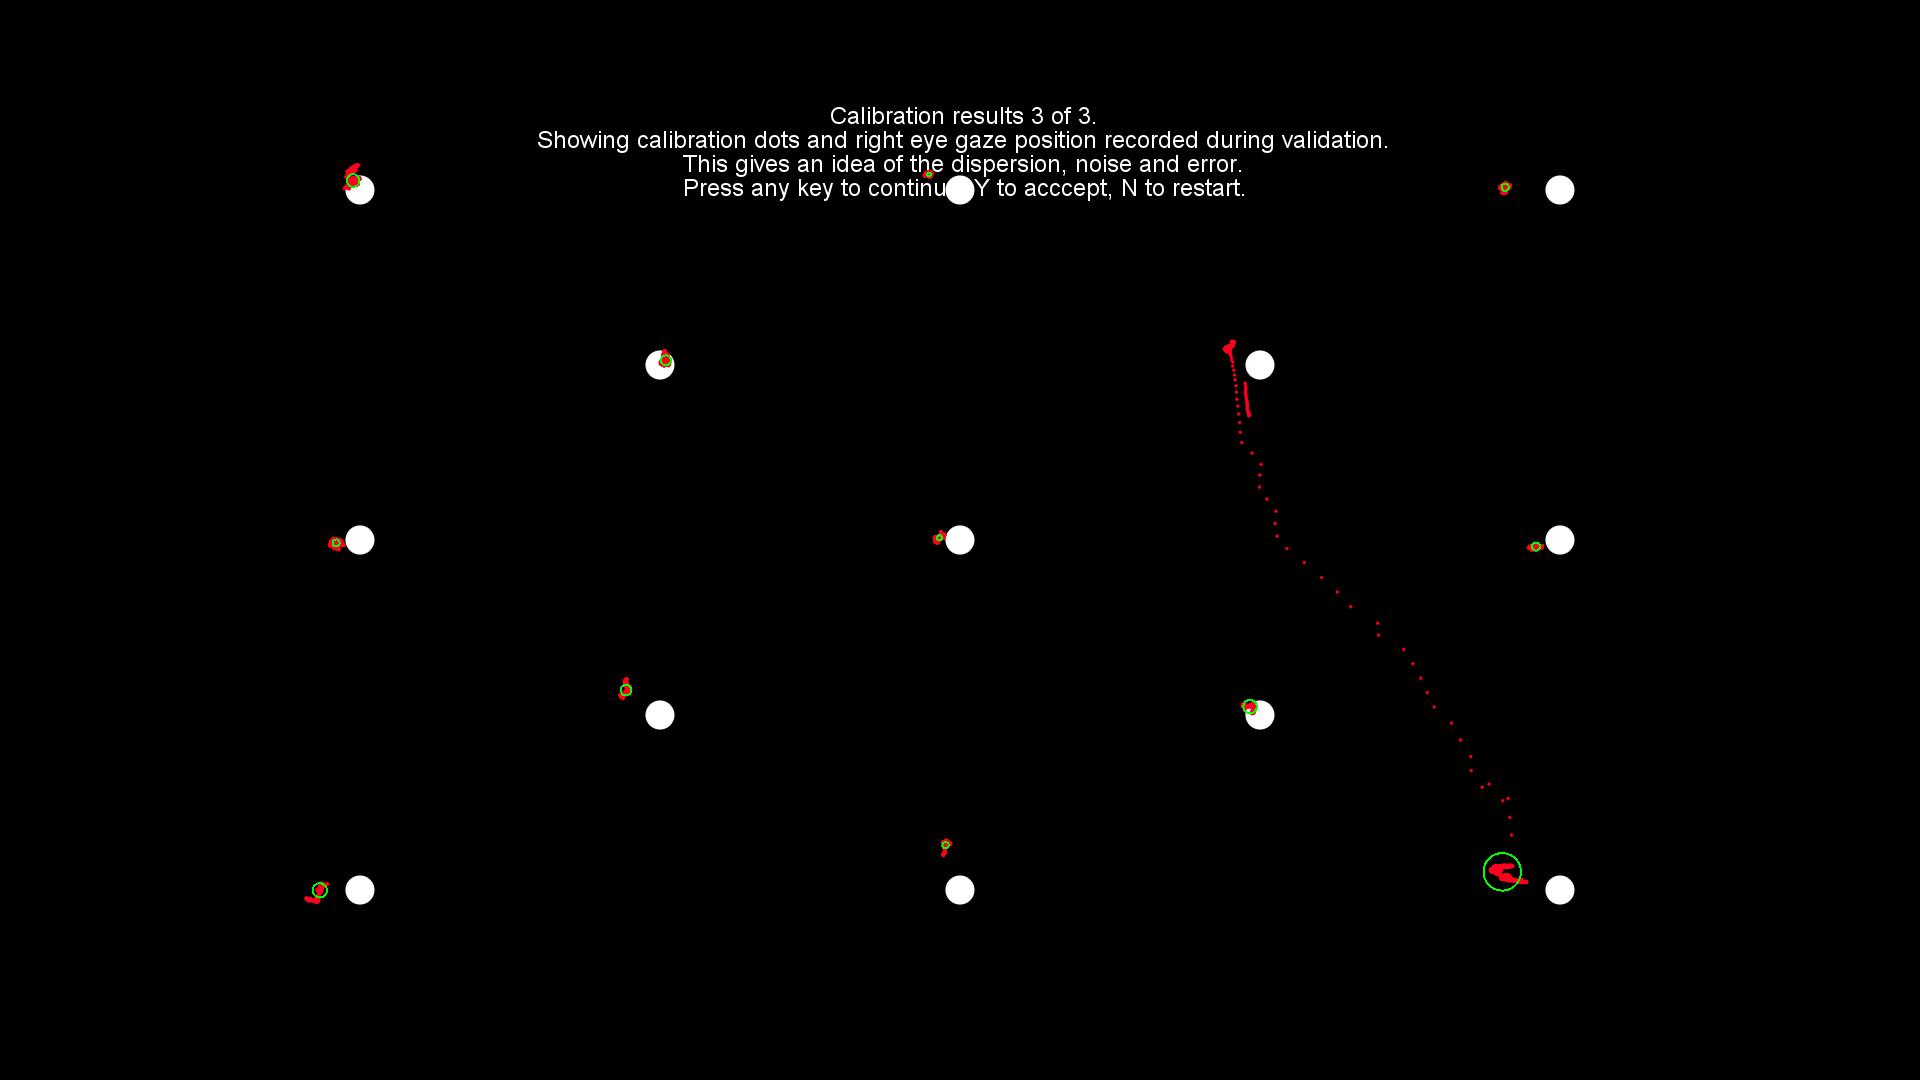 Calibration results 3 of 3.
Showing calibration dots and right eye gaze position recorded during validation.
This gives an idea of the dispersion, noise and error.
Press any key to continu Y to acccept, N to restart.